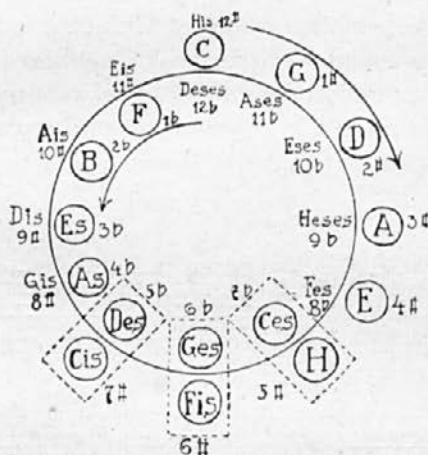 His 12♯
C
G
1♯
D
2♯
A
3♯
E
4♯
H
5♯
Fis
6♯
Cis
7♯
Gis
8♯
Dis
9♯
Ais
10♯
Eis
11♯
Deses
12♭
Ases
11♭
Eses
10♭
Heses
9♭
Fes
8♭
Ces
6♭
Ges
5♭
Des
4♭
As
3♭
Es
2♭
B
1♭
F